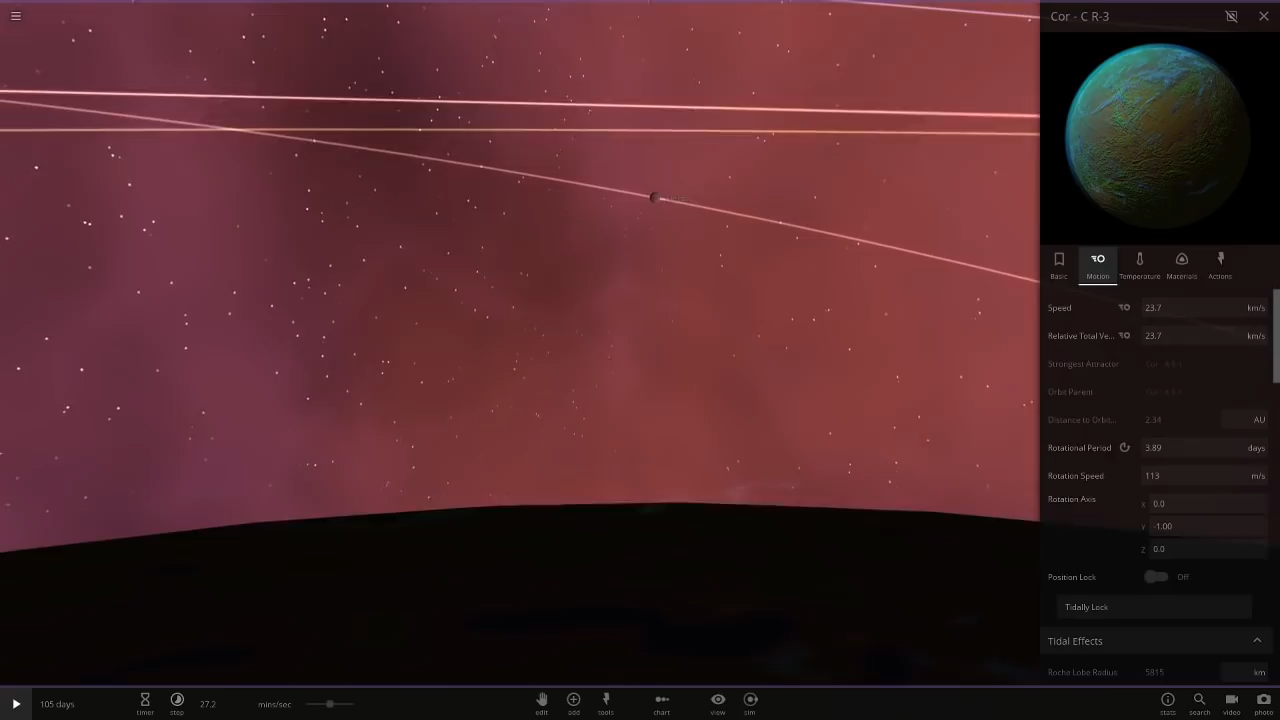 Cor - C R-3
Basic
Motion
Temperature
Materials
Actions
Speed 23.7 km/s
Relative Total Ve... 23.7 km/s
Strongest Attractor
Orbit Parent
Distance to Orbit... 2.34 AU
Rotational Period 3.89 days
Rotation Speed 113 m/s
Rotation Axis
X 0.0
Y -1.00
Z 0.0
Position Lock Off
Tidally Lock
Tidal Effects
Roche Lobe Radius 5815 km
105 days
timer
step
27.2 mins/sec
edit
add
tools
chart
view
sim
stats
search
video
photo